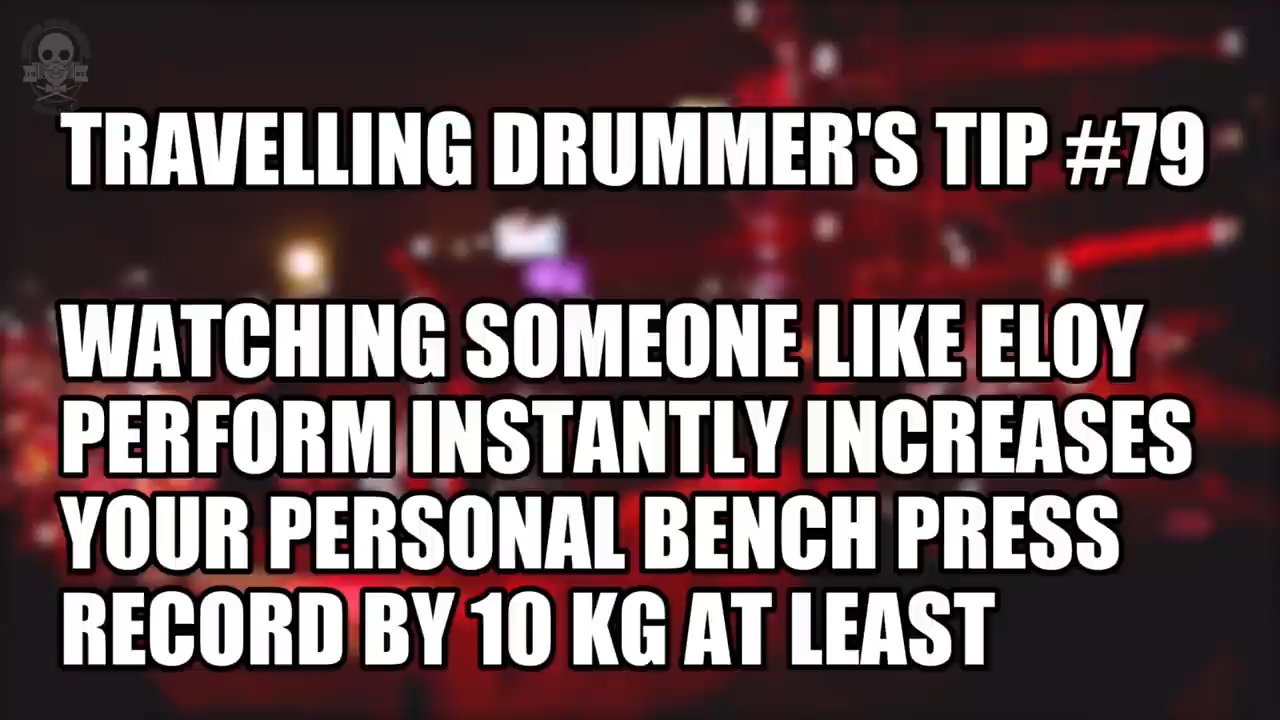 TRAVELLING DRUMMER'S TIP #79
WATCHING SOMEONE LIKE ELOY
PERFORM INSTANTLY INCREASES
YOUR PERSONAL BENCH PRESS
RECORD BY 10 KG AT LEAST